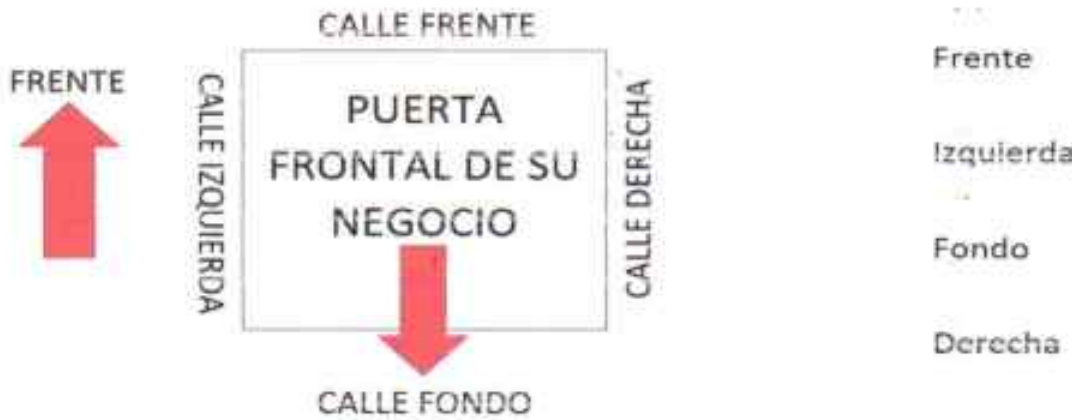 CALLE FRENTE
FRENTE
CALLE IZQUIERDA
PUERTA
FRONTAL DE SU
NEGOCIO
CALLE DERECHA
CALLE FONDO
Frente
Izquierda
Fondo
Derecha